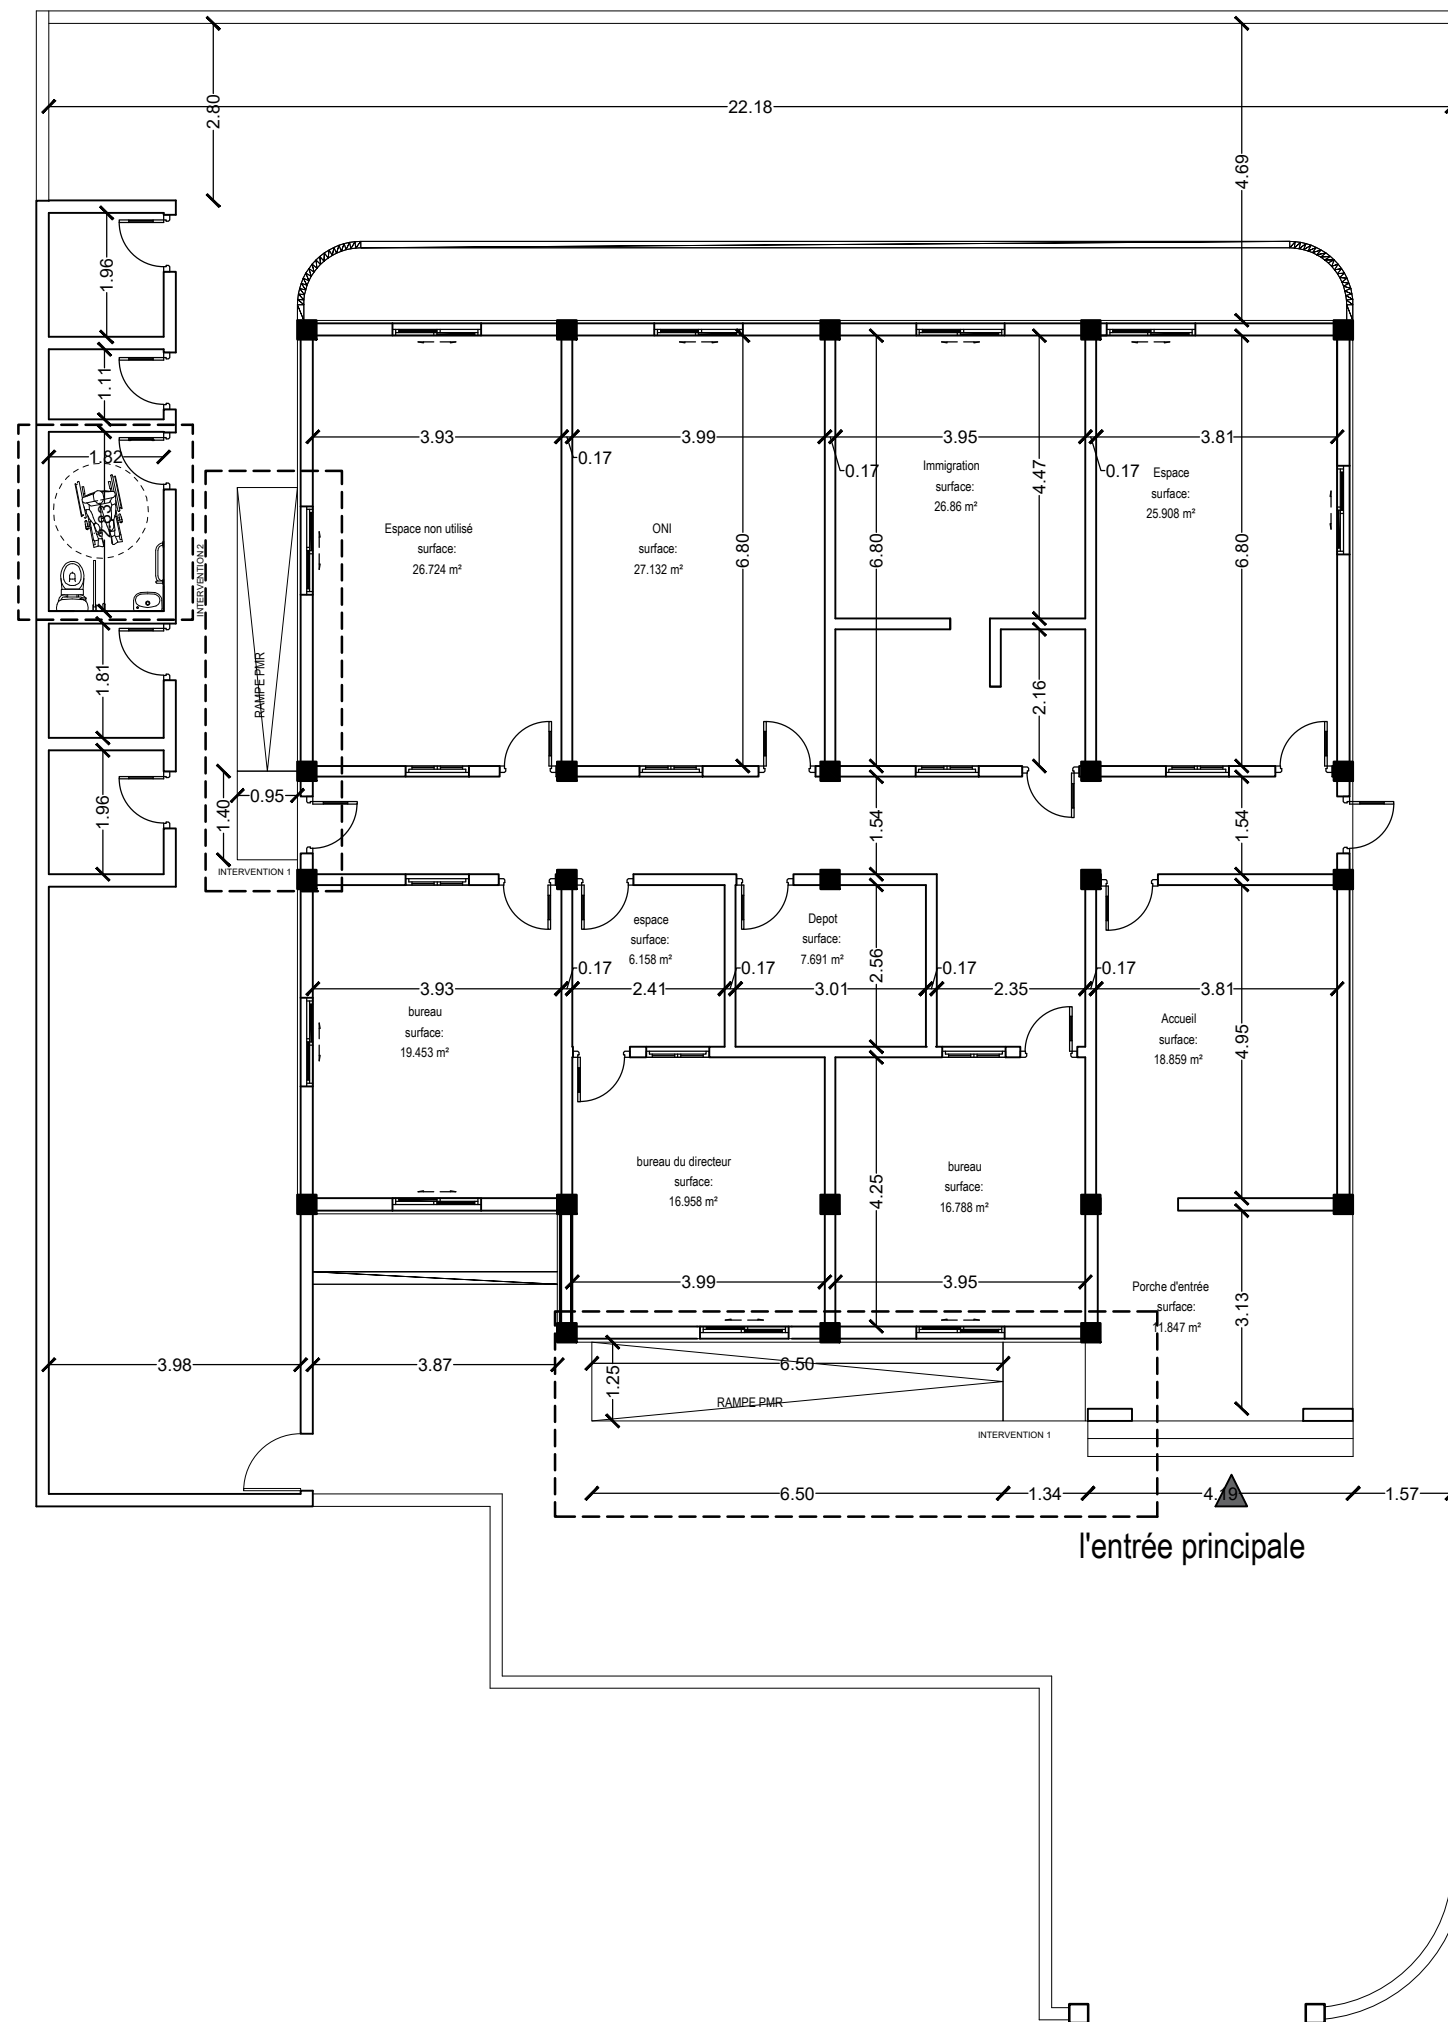 2.80
22.18
4.69
1.96
1.11
1.82
2.83
1.81
1.96
INTERVENTION 2
RAMPE PMR
0.95
1.40
INTERVENTION 1
3.93
0.17
3.99
0.17
3.95
0.17
3.81
Espace non utilisé
surface:
26.724 m²
ONI
surface:
27.132 m²
6.80
6.80
Immigration
surface:
26.86 m²
4.47
2.16
Espace
surface:
25.908 m²
6.80
1.54
1.54
3.93
bureau
surface:
19.453 m²
espace
surface:
6.158 m²
0.17
2.41
Depot
surface:
7.691 m²
0.17
3.01
2.56
0.17
2.35
0.17
3.81
Accueil
surface:
18.859 m²
4.95
bureau du directeur
surface:
16.958 m²
4.25
bureau
surface:
16.788 m²
3.99
3.95
Porche d'entrée
surface:
11.847 m²
3.13
3.98
3.87
1.25
6.50
RAMPE PMR
INTERVENTION 1
6.50
1.34
4.19
1.57
l'entrée principale